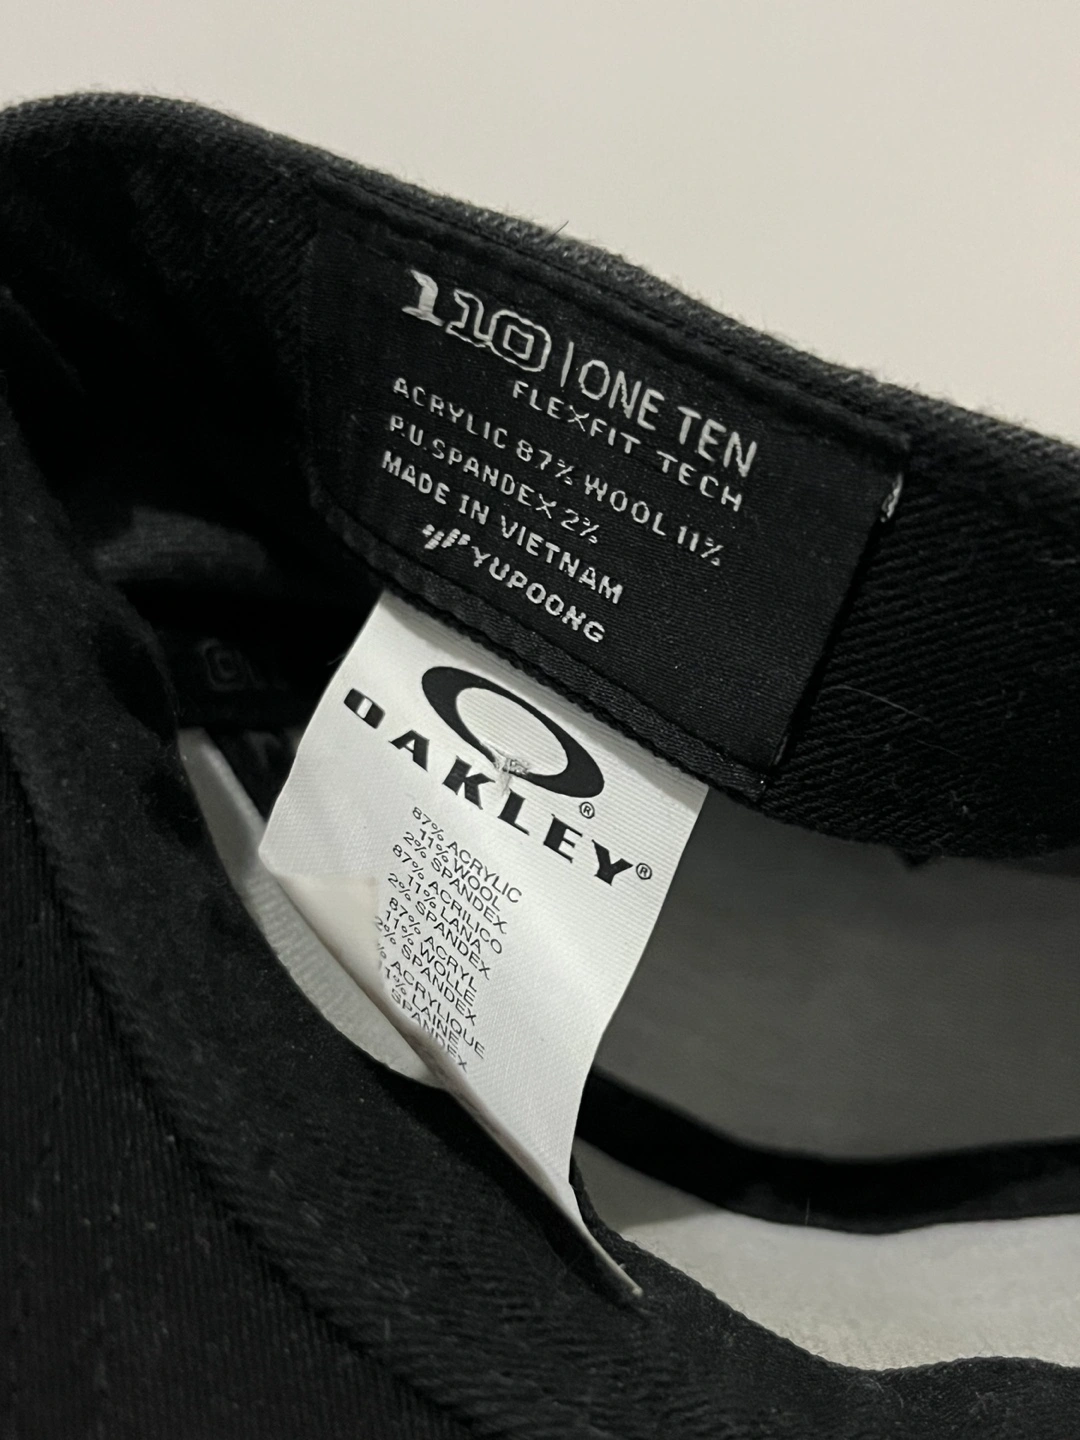 110 | ONE TEN
FLEXFIT TECH
ACRYLIC 87% WOOL 11%
P.U.SPANDEX 2%
MADE IN VIETNAM
YUPOONG
OAKLEY®
87% ACRYLIC
11% WOOL
2% SPANDEX
87% ACRILICO
11% LANA
2% SPANDEX
87% ACRYL
11% WOLLE
2% SPANDEX
% ACRYLIQUE
11% LAINE
SPANDEX